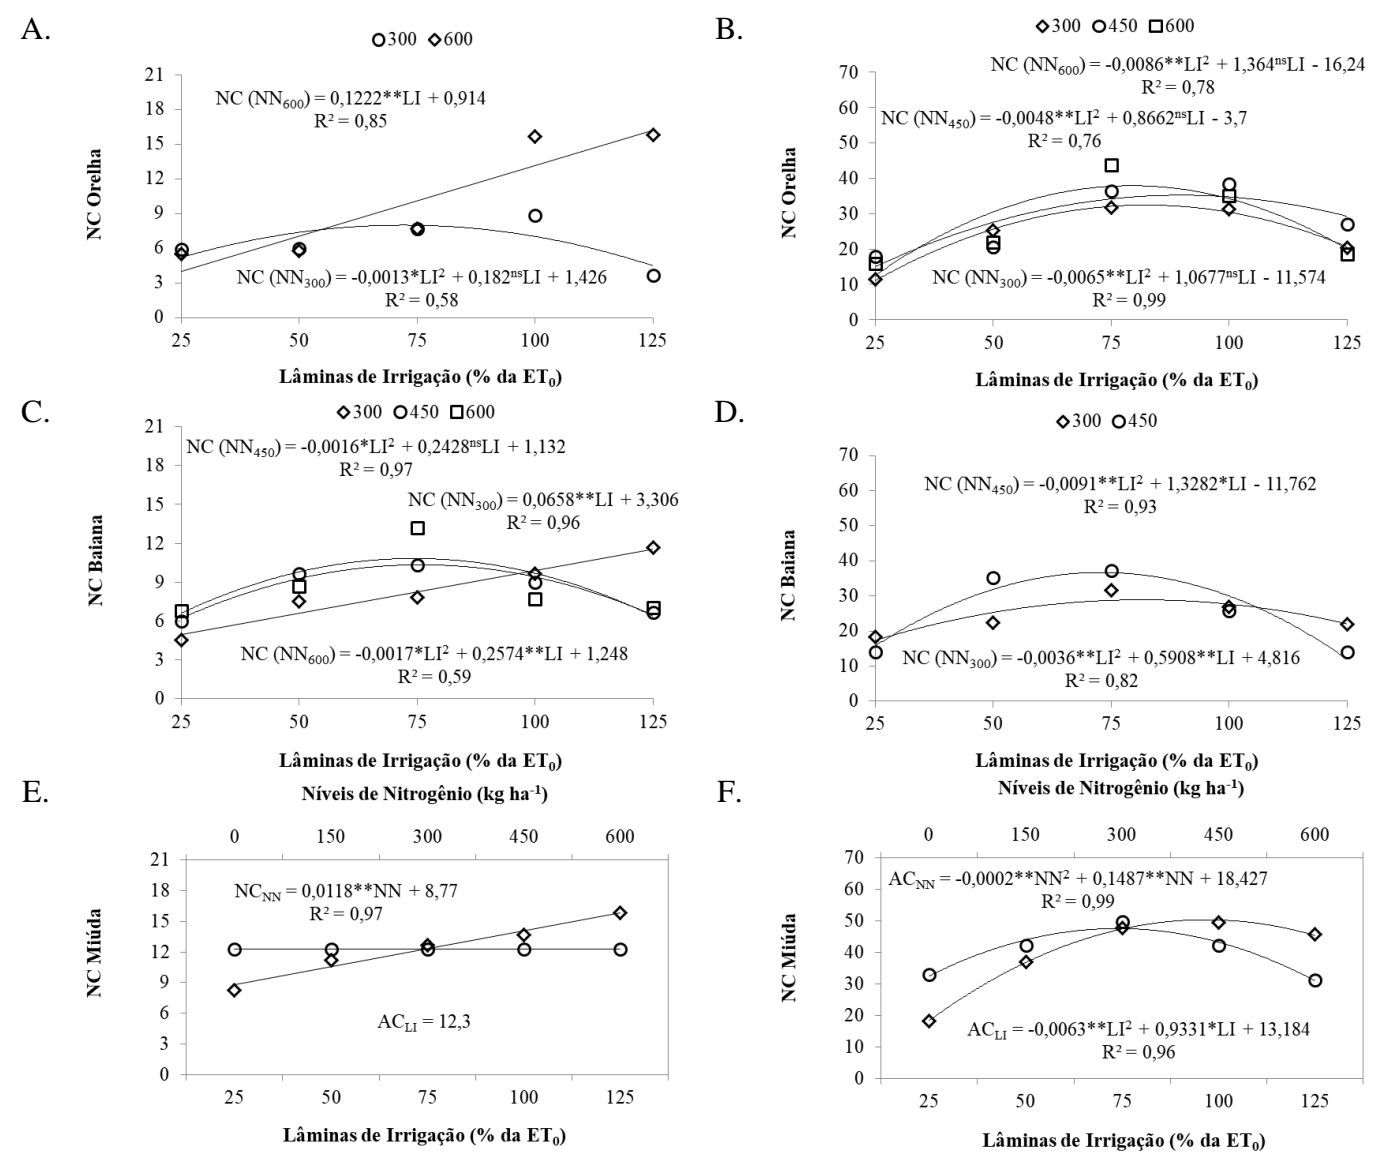 A.
300 600
21
18
15
12
9
6
3
0
NC Orelha
NC (NN600) = 0,1222**LI + 0,914
R² = 0,85
NC (NN300) = -0,0013*LI² + 0,182nsLI + 1,426
R² = 0,58
25 50 75 100 125
Lâminas de Irrigação (% da ET0)
B.
300 450 600
70
60
50
40
30
20
10
0
NC Orelha
NC (NN600) = -0,0086**LI² + 1,364nsLI - 16,24
R² = 0,78
NC (NN450) = -0,0048**LI² + 0,8662nsLI - 3,7
R² = 0,76
NC (NN300) = -0,0065**LI² + 1,0677nsLI - 11,574
R² = 0,99
25 50 75 100 125
Lâminas de Irrigação (% da ET0)
C.
300 450 600
21
18
15
12
9
6
3
0
NC Baiana
NC (NN450) = -0,0016*LI² + 0,2428nsLI + 1,132
R² = 0,97
NC (NN300) = 0,0658**LI + 3,306
R² = 0,96
NC (NN600) = -0,0017*LI² + 0,2574**LI + 1,248
R² = 0,59
25 50 75 100 125
Lâminas de Irrigação (% da ET0)
D.
300 450
70
60
50
40
30
20
10
0
NC Baiana
NC (NN450) = -0,0091**LI² + 1,3282*LI - 11,762
R² = 0,93
NC (NN300) = -0,0036**LI² + 0,5908**LI + 4,816
R² = 0,82
25 50 75 100 125
Lâminas de Irrigação (% da ET0)
E.
Níveis de Nitrogênio (kg ha-1)
0 150 300 450 600
21
18
15
12
9
6
3
0
NC Miúda
NCNN = 0,0118**NN + 8,77
R² = 0,97
ACLI = 12,3
25 50 75 100 125
Lâminas de Irrigação (% da ET0)
F.
Níveis de Nitrogênio (kg ha-1)
0 150 300 450 600
70
60
50
40
30
20
10
0
NC Miúda
ACNN = -0,0002**NN² + 0,1487**NN + 18,427
R² = 0,99
ACLI = -0,0063**LI² + 0,9331*LI + 13,184
R² = 0,96
25 50 75 100 125
Lâminas de Irrigação (% da ET0)